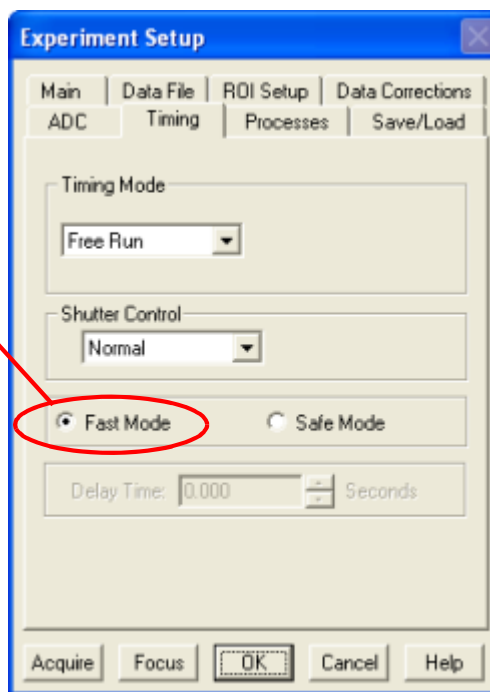 Experiment Setup
Main Data File ROI Setup Data Corrections
ADC Timing Processes Save/Load
Timing Mode
Free Run
Shutter Control
Normal
Fast Mode Safe Mode
Delay Time: 0.000 Seconds
Acquire Focus OK Cancel Help